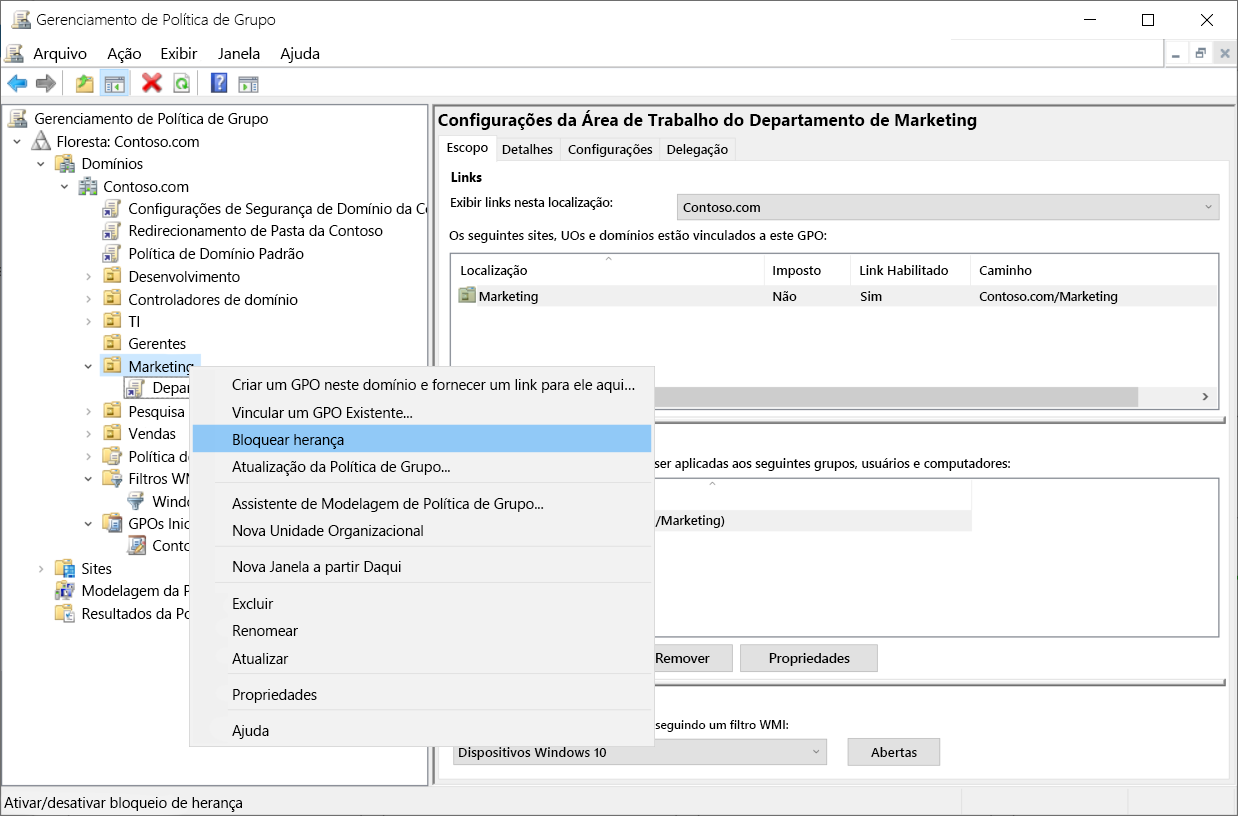 Gerenciamento de Política de Grupo
Arquivo Ação Exibir Janela Ajuda
Gerenciamento de Política de Grupo
Floresta: Contoso.com
Domínios
Contoso.com
Configurações de Segurança de Domínio da
Redirecionamento de Pasta da Contoso
Política de Domínio Padrão
Desenvolvimento
Controladores de domínio
TI
Gerentes
Marketing
Pesquisa
Vendas
Política
Filtros
GPOs
Sites
Modelagem da
Resultados da
Criar um GPO neste domínio e fornecer um link para ele aqui...
Vincular um GPO Existente...
Bloquear herança
Atualização da Política de Grupo...
Assistente de Modelagem de Política de Grupo...
Nova Unidade Organizacional
Nova Janela a partir Daqui
Excluir
Renomear
Atualizar
Propriedades
Ajuda
Configurações da Área de Trabalho do Departamento de Marketing
Escopo Detalhes Configurações Delegação
Links
Exibir links nesta localização: Contoso.com
Os seguintes sites, UOs e domínios estão vinculados a este GPO:
Localização Imposto Link Habilitado Caminho
Marketing Não Sim Contoso.com/Marketing
ser aplicadas aos seguintes grupos, usuários e computadores:
/Marketing)
Remover Propriedades
seguindo um filtro WMI:
Dispositivos Windows 10 Abertas
Ativar/desativar bloqueio de herança